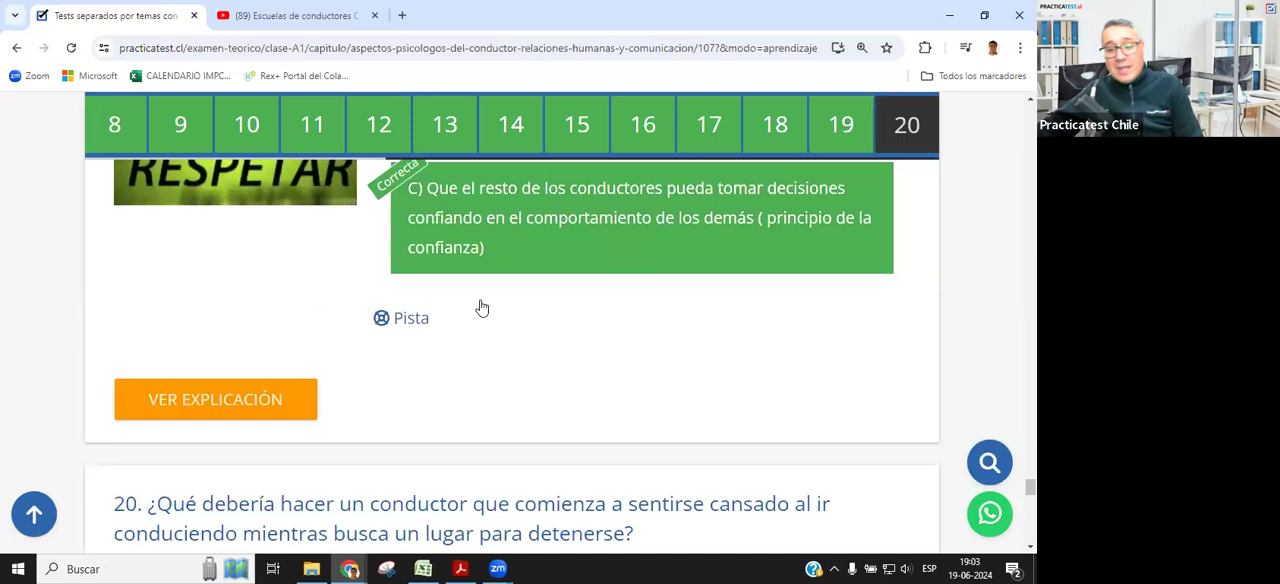 Tests separados por temas con
(89) Escuelas de conductores C
practicatest.cl/examen-teorico/clase-A1/capitulo/aspectos-psicologos-del-conductor-relaciones-humanas-y-comunicacion/107?&modo=aprendizaje
Zoom
Microsoft
CALENDARIO IMPC...
Rex+ Portal del Cola...
Todos los marcadores
PRACTICATEST.cl
Practicatest Chile
8 9 10 11 12 13 14 15 16 17 18 19 20
RESPETAR
Correcta
C) Que el resto de los conductores pueda tomar decisiones
confiando en el comportamiento de los demás ( principio de la
confianza)
Pista
VER EXPLICACIÓN
20. ¿Qué debería hacer un conductor que comienza a sentirse cansado al ir
conduciendo mientras busca un lugar para detenerse?
Buscar
zm
ESP
19:03
19-06-2024
2